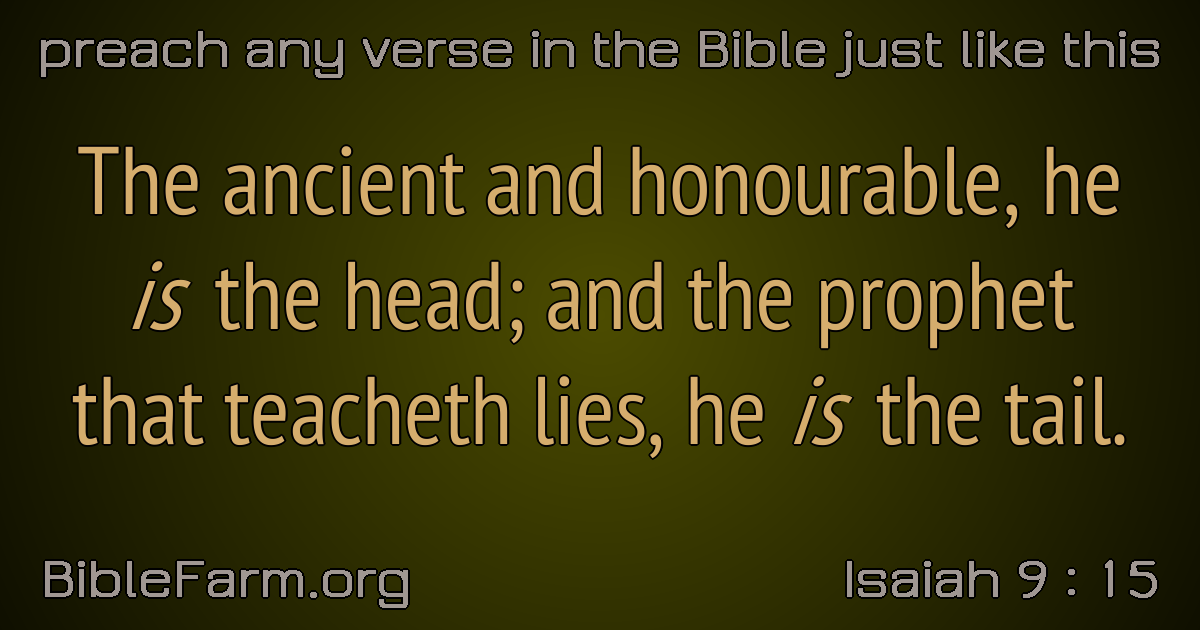 preach any verse in the Bible just like this
The ancient and honourable, he
is the head; and the prophet
that teacheth lies, he is the tail.
BibleFarm.org
Isaiah 9 : 15